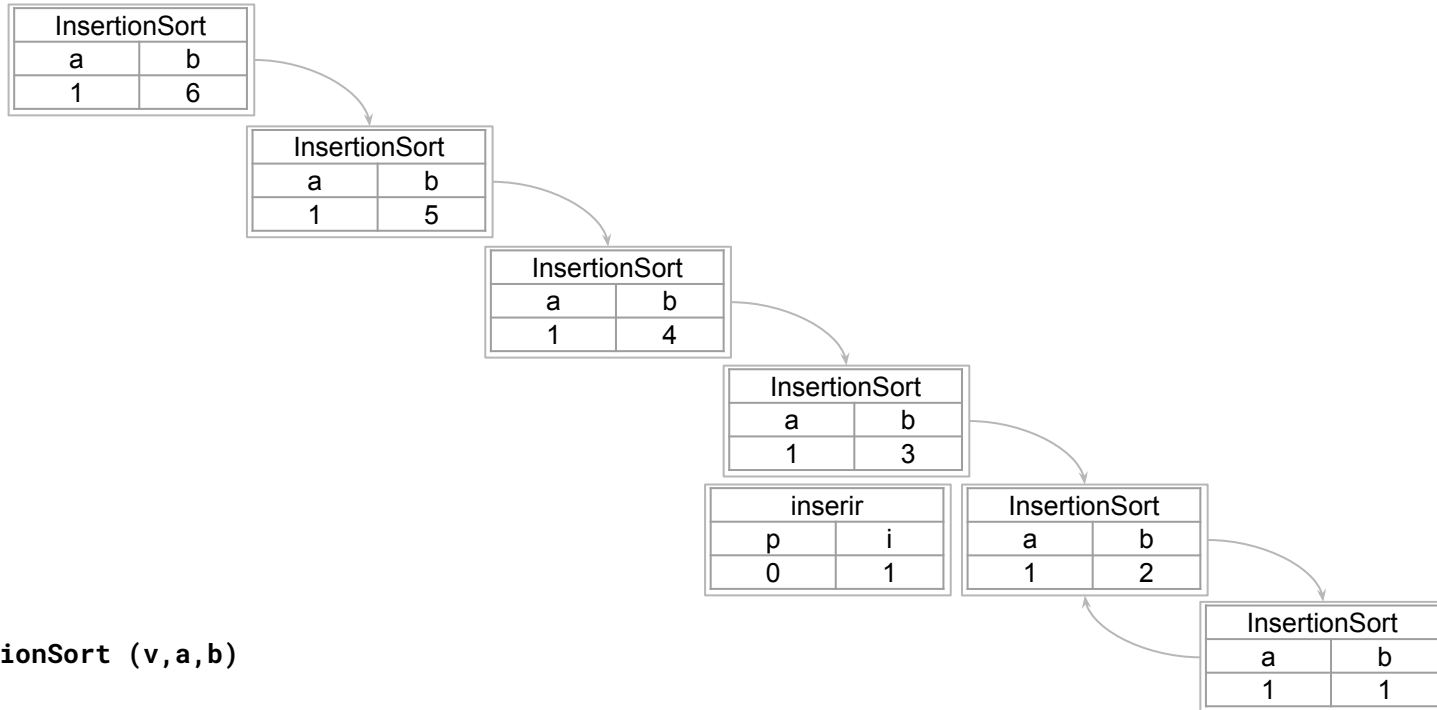 InsertionSort
a b
1 6
InsertionSort
a b
1 5
InsertionSort
a b
1 4
InsertionSort
a b
1 3
inserir
p i
0 1
InsertionSort
a b
1 2
InsertionSort
a b
1 1
ionSort (v,a,b)